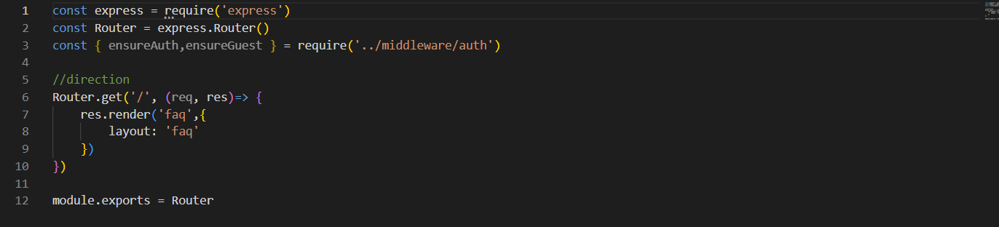 1 const express = require('express')
2 const Router = express.Router()
3 const { ensureAuth,ensureGuest } = require('../middleware/auth')
4
5 //direction
6 Router.get('/', (req, res)=> {
7     res.render('faq',{
8         layout: 'faq'
9     })
10 })
11
12 module.exports = Router